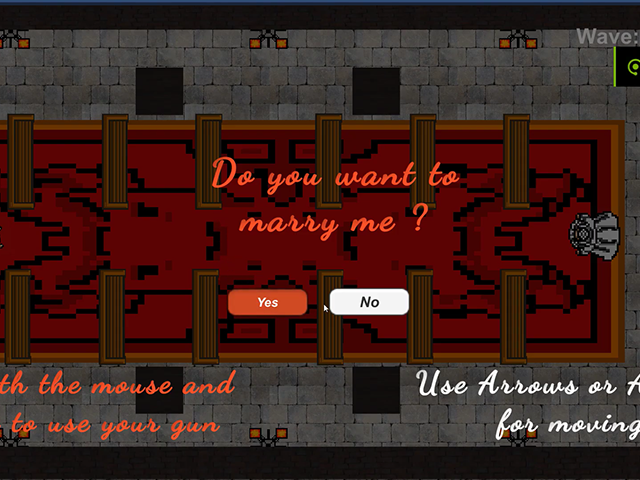 Wave:
Do you want to
marry me ?
Yes
No
th the mouse and
to use your gun
Use Arrows or A
for moving